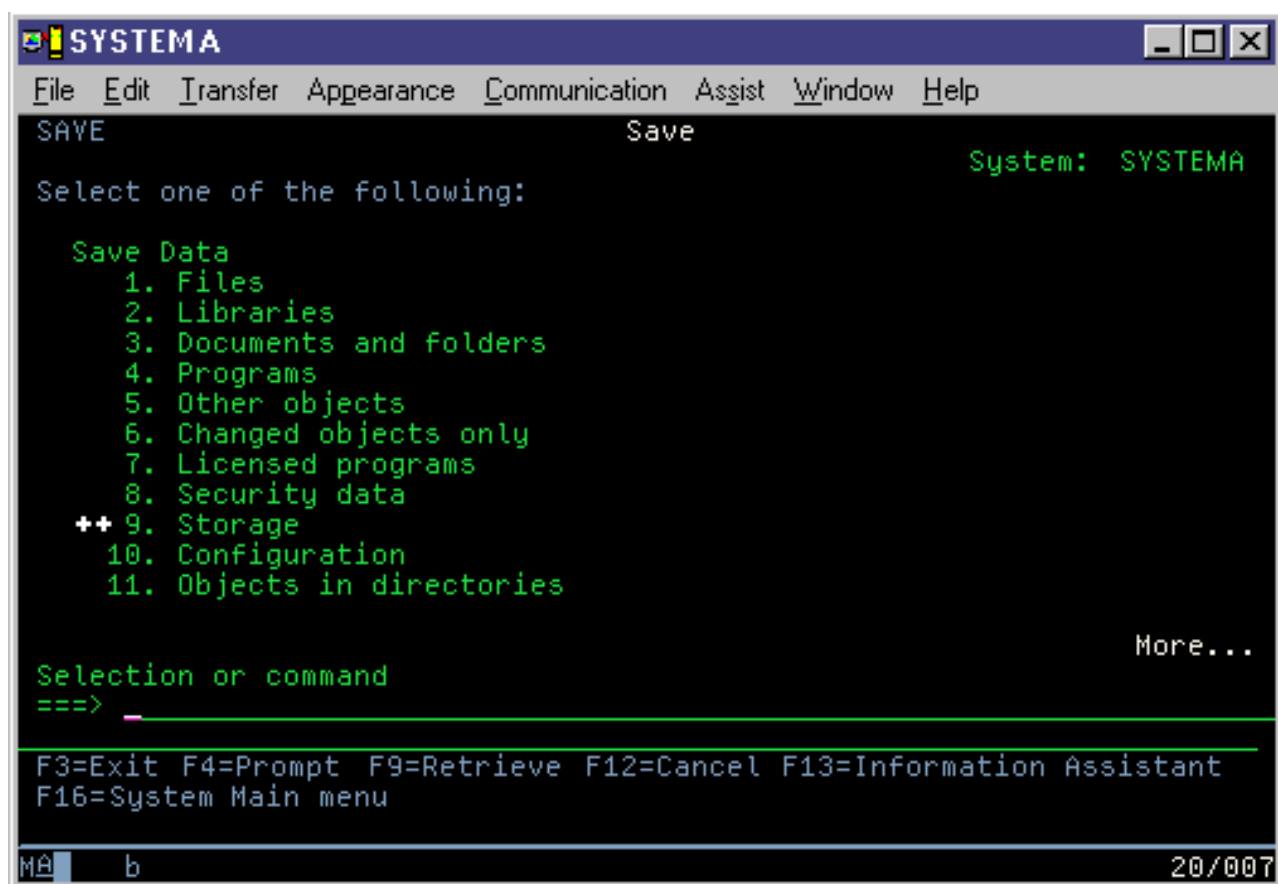 SYSTEMA
File Edit Transfer Appearance Communication Assist Window Help
SAVE Save
System: SYSTEMA
Select one of the following:
Save Data
1. Files
2. Libraries
3. Documents and folders
4. Programs
5. Other objects
6. Changed objects only
7. Licensed programs
8. Security data
++ 9. Storage
10. Configuration
11. Objects in directories
More...
Selection or command
===> _
F3=Exit F4=Prompt F9=Retrieve F12=Cancel F13=Information Assistant
F16=System Main menu
MA b 20/007